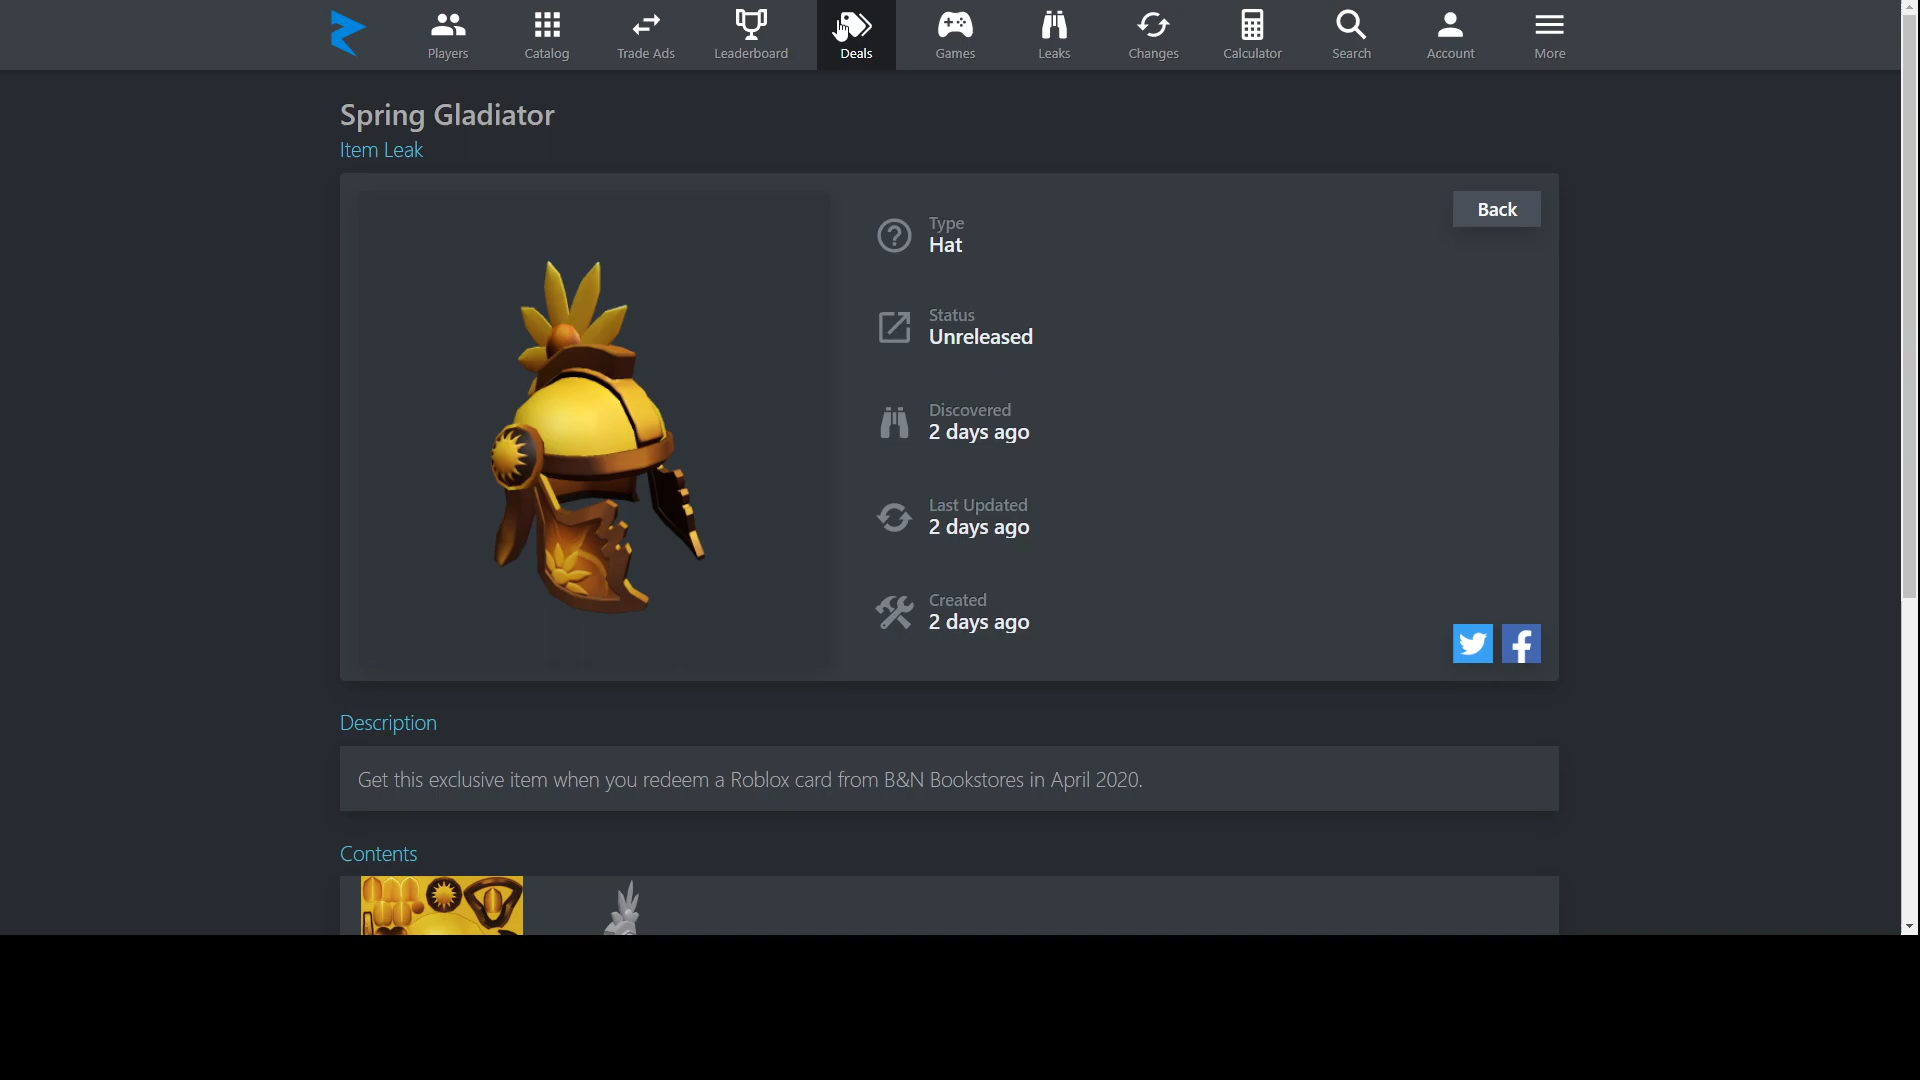 Players Catalog Trade Ads Leaderboard Deals Games Leaks Changes Calculator Search Account More
Spring Gladiator
Item Leak
Back
Type
Hat
Status
Unreleased
Discovered
2 days ago
Last Updated
2 days ago
Created
2 days ago
Description
Get this exclusive item when you redeem a Roblox card from B&N Bookstores in April 2020.
Contents